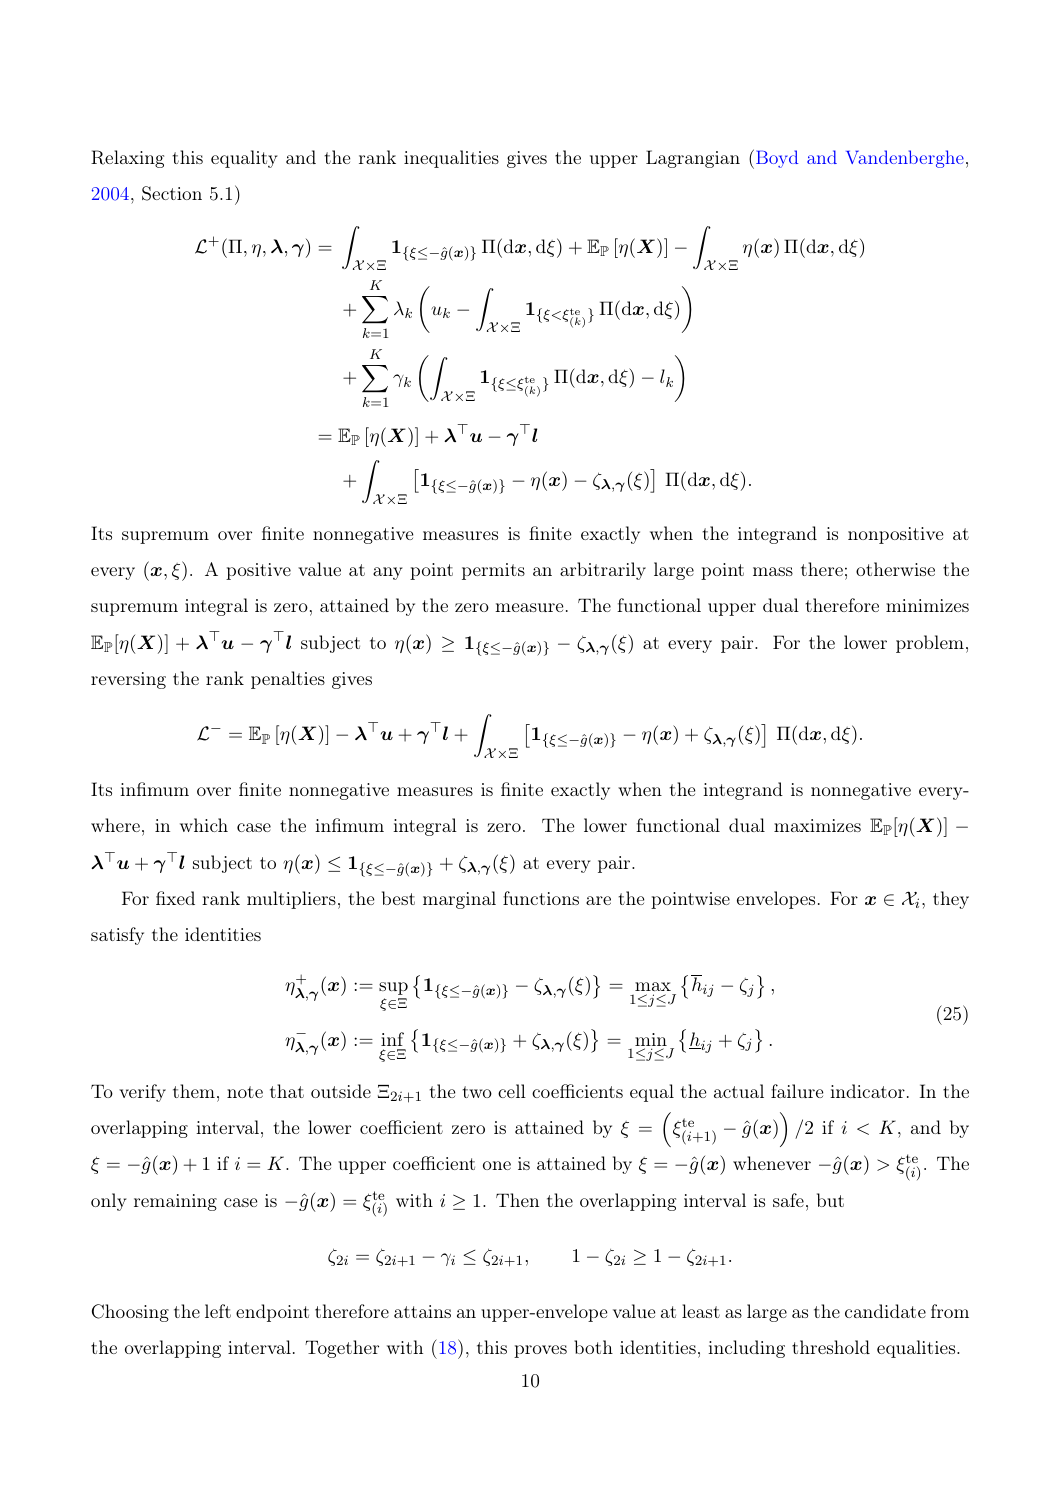 Relaxing this equality and the rank inequalities gives the upper Lagrangian (Boyd and Vandenberghe,
2004, Section 5.1)
$\mathcal{L}^{+}(\Pi, \eta, \boldsymbol{\lambda}, \boldsymbol{\gamma}) = \int_{\mathcal{X}\times\Xi} \mathbf{1}_{\{\xi \leq -\hat{g}(\boldsymbol{x})\}} \Pi(\mathrm{d}\boldsymbol{x}, \mathrm{d}\xi) + \mathbb{E}_{\mathbb{P}}[\eta(\boldsymbol{X})] - \int_{\mathcal{X}\times\Xi} \eta(\boldsymbol{x}) \Pi(\mathrm{d}\boldsymbol{x}, \mathrm{d}\xi)$
$+ \sum_{k=1}^{K} \lambda_k \left( u_k - \int_{\mathcal{X}\times\Xi} \mathbf{1}_{\{\xi < \xi^{\mathrm{te}}_{(k)}\}} \Pi(\mathrm{d}\boldsymbol{x}, \mathrm{d}\xi) \right)$
$+ \sum_{k=1}^{K} \gamma_k \left( \int_{\mathcal{X}\times\Xi} \mathbf{1}_{\{\xi \leq \xi^{\mathrm{te}}_{(k)}\}} \Pi(\mathrm{d}\boldsymbol{x}, \mathrm{d}\xi) - l_k \right)$
$= \mathbb{E}_{\mathbb{P}}[\eta(\boldsymbol{X})] + \boldsymbol{\lambda}^{\top}\boldsymbol{u} - \boldsymbol{\gamma}^{\top}\boldsymbol{l}$
$+ \int_{\mathcal{X}\times\Xi} \left[ \mathbf{1}_{\{\xi \leq -\hat{g}(\boldsymbol{x})\}} - \eta(\boldsymbol{x}) - \zeta_{\boldsymbol{\lambda},\boldsymbol{\gamma}}(\xi) \right] \Pi(\mathrm{d}\boldsymbol{x}, \mathrm{d}\xi).$
Its supremum over finite nonnegative measures is finite exactly when the integrand is nonpositive at
every $(\boldsymbol{x}, \xi)$. A positive value at any point permits an arbitrarily large point mass there; otherwise the
supremum integral is zero, attained by the zero measure. The functional upper dual therefore minimizes
$\mathbb{E}_{\mathbb{P}}[\eta(\boldsymbol{X})] + \boldsymbol{\lambda}^{\top}\boldsymbol{u} - \boldsymbol{\gamma}^{\top}\boldsymbol{l}$ subject to $\eta(\boldsymbol{x}) \geq \mathbf{1}_{\{\xi \leq -\hat{g}(\boldsymbol{x})\}} - \zeta_{\boldsymbol{\lambda},\boldsymbol{\gamma}}(\xi)$ at every pair. For the lower problem,
reversing the rank penalties gives
$\mathcal{L}^{-} = \mathbb{E}_{\mathbb{P}}[\eta(\boldsymbol{X})] - \boldsymbol{\lambda}^{\top}\boldsymbol{u} + \boldsymbol{\gamma}^{\top}\boldsymbol{l} + \int_{\mathcal{X}\times\Xi} \left[ \mathbf{1}_{\{\xi \leq -\hat{g}(\boldsymbol{x})\}} - \eta(\boldsymbol{x}) + \zeta_{\boldsymbol{\lambda},\boldsymbol{\gamma}}(\xi) \right] \Pi(\mathrm{d}\boldsymbol{x}, \mathrm{d}\xi).$
Its infimum over finite nonnegative measures is finite exactly when the integrand is nonnegative every-
where, in which case the infimum integral is zero. The lower functional dual maximizes $\mathbb{E}_{\mathbb{P}}[\eta(\boldsymbol{X})] -$
$\boldsymbol{\lambda}^{\top}\boldsymbol{u} + \boldsymbol{\gamma}^{\top}\boldsymbol{l}$ subject to $\eta(\boldsymbol{x}) \leq \mathbf{1}_{\{\xi \leq -\hat{g}(\boldsymbol{x})\}} + \zeta_{\boldsymbol{\lambda},\boldsymbol{\gamma}}(\xi)$ at every pair.
For fixed rank multipliers, the best marginal functions are the pointwise envelopes. For $\boldsymbol{x} \in \mathcal{X}_i$, they
satisfy the identities
$\eta^{+}_{\boldsymbol{\lambda},\boldsymbol{\gamma}}(\boldsymbol{x}) := \sup_{\xi \in \Xi} \left\{ \mathbf{1}_{\{\xi \leq -\hat{g}(\boldsymbol{x})\}} - \zeta_{\boldsymbol{\lambda},\boldsymbol{\gamma}}(\xi) \right\} = \max_{1 \leq j \leq J} \left\{ \overline{h}_{ij} - \zeta_j \right\},$
$\eta^{-}_{\boldsymbol{\lambda},\boldsymbol{\gamma}}(\boldsymbol{x}) := \inf_{\xi \in \Xi} \left\{ \mathbf{1}_{\{\xi \leq -\hat{g}(\boldsymbol{x})\}} + \zeta_{\boldsymbol{\lambda},\boldsymbol{\gamma}}(\xi) \right\} = \min_{1 \leq j \leq J} \left\{ \underline{h}_{ij} + \zeta_j \right\}.$
(25)
To verify them, note that outside $\Xi_{2i+1}$ the two cell coefficients equal the actual failure indicator. In the
overlapping interval, the lower coefficient zero is attained by $\xi = \left( \xi^{\mathrm{te}}_{(i+1)} - \hat{g}(\boldsymbol{x}) \right)/2$ if $i < K$, and by
$\xi = -\hat{g}(\boldsymbol{x}) + 1$ if $i = K$. The upper coefficient one is attained by $\xi = -\hat{g}(\boldsymbol{x})$ whenever $-\hat{g}(\boldsymbol{x}) > \xi^{\mathrm{te}}_{(i)}$. The
only remaining case is $-\hat{g}(\boldsymbol{x}) = \xi^{\mathrm{te}}_{(i)}$ with $i \geq 1$. Then the overlapping interval is safe, but
$\zeta_{2i} = \zeta_{2i+1} - \gamma_i \leq \zeta_{2i+1}, \qquad 1 - \zeta_{2i} \geq 1 - \zeta_{2i+1}.$
Choosing the left endpoint therefore attains an upper-envelope value at least as large as the candidate from
the overlapping interval. Together with (18), this proves both identities, including threshold equalities.
10